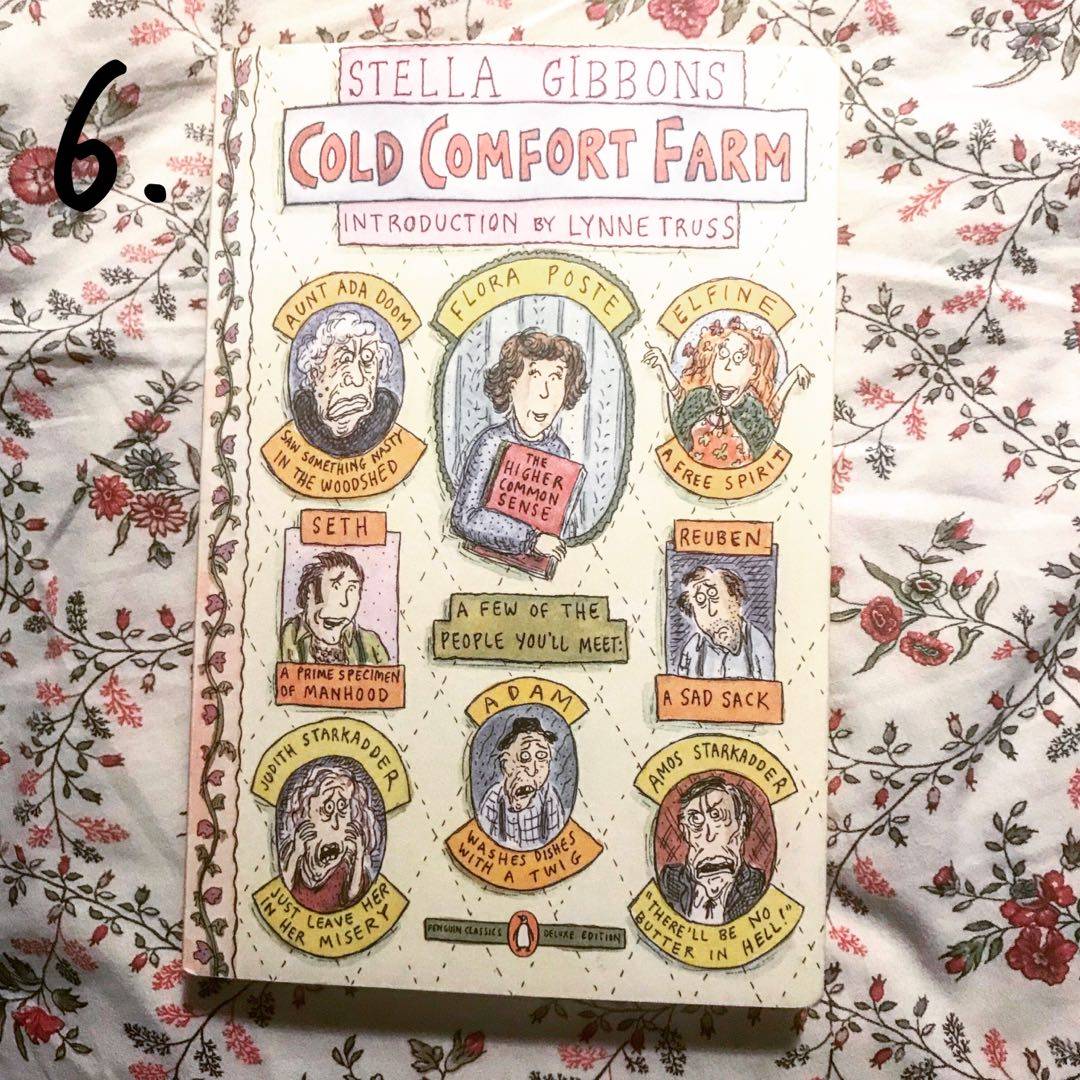 6.
STELLA GIBBONS
COLD COMFORT FARM
INTRODUCTION BY LYNNE TRUSS
AUNT ADA DOOM
SAW SOMETHING NASTY
IN THE WOODSHED
FLORA POSTE
THE
HIGHER
COMMON
SENSE
ELFINE
A FREE SPIRIT
SETH
A PRIME SPECIMEN
OF MANHOOD
A FEW OF THE
PEOPLE YOU'LL MEET:
REUBEN
A SAD SACK
JUDITH STARKADDER
JUST LEAVE HER
IN HER MISERY
ADAM
WASHES DISHES
WITH A TWIG
AMOS STARKADDER
"THERE'LL BE NO
BUTTER IN HELL!"
PENGUIN CLASSICS DELUXE EDITION